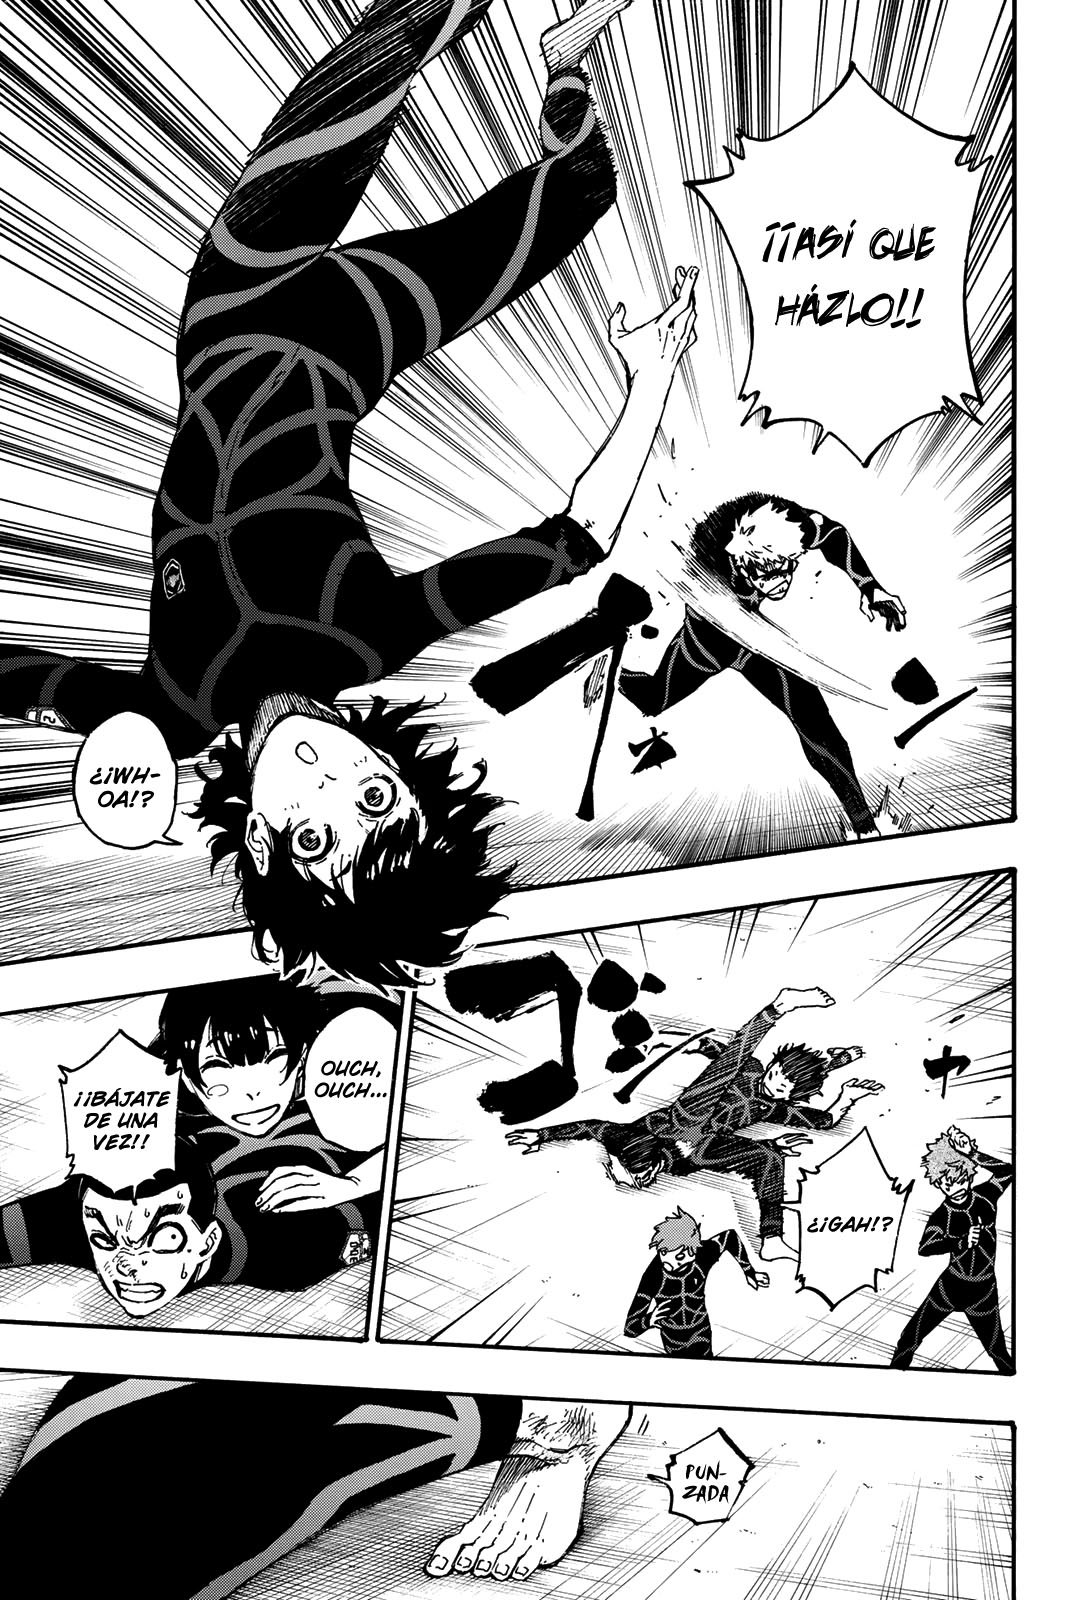 ¡¡ASÍ QUE
HÁZLO!!
¿¡WH-
OA!?
¿¡GAH!?
OUCH,
OUCH...
¡¡BÁJATE
DE UNA
VEZ!!
PUN-
ZADA